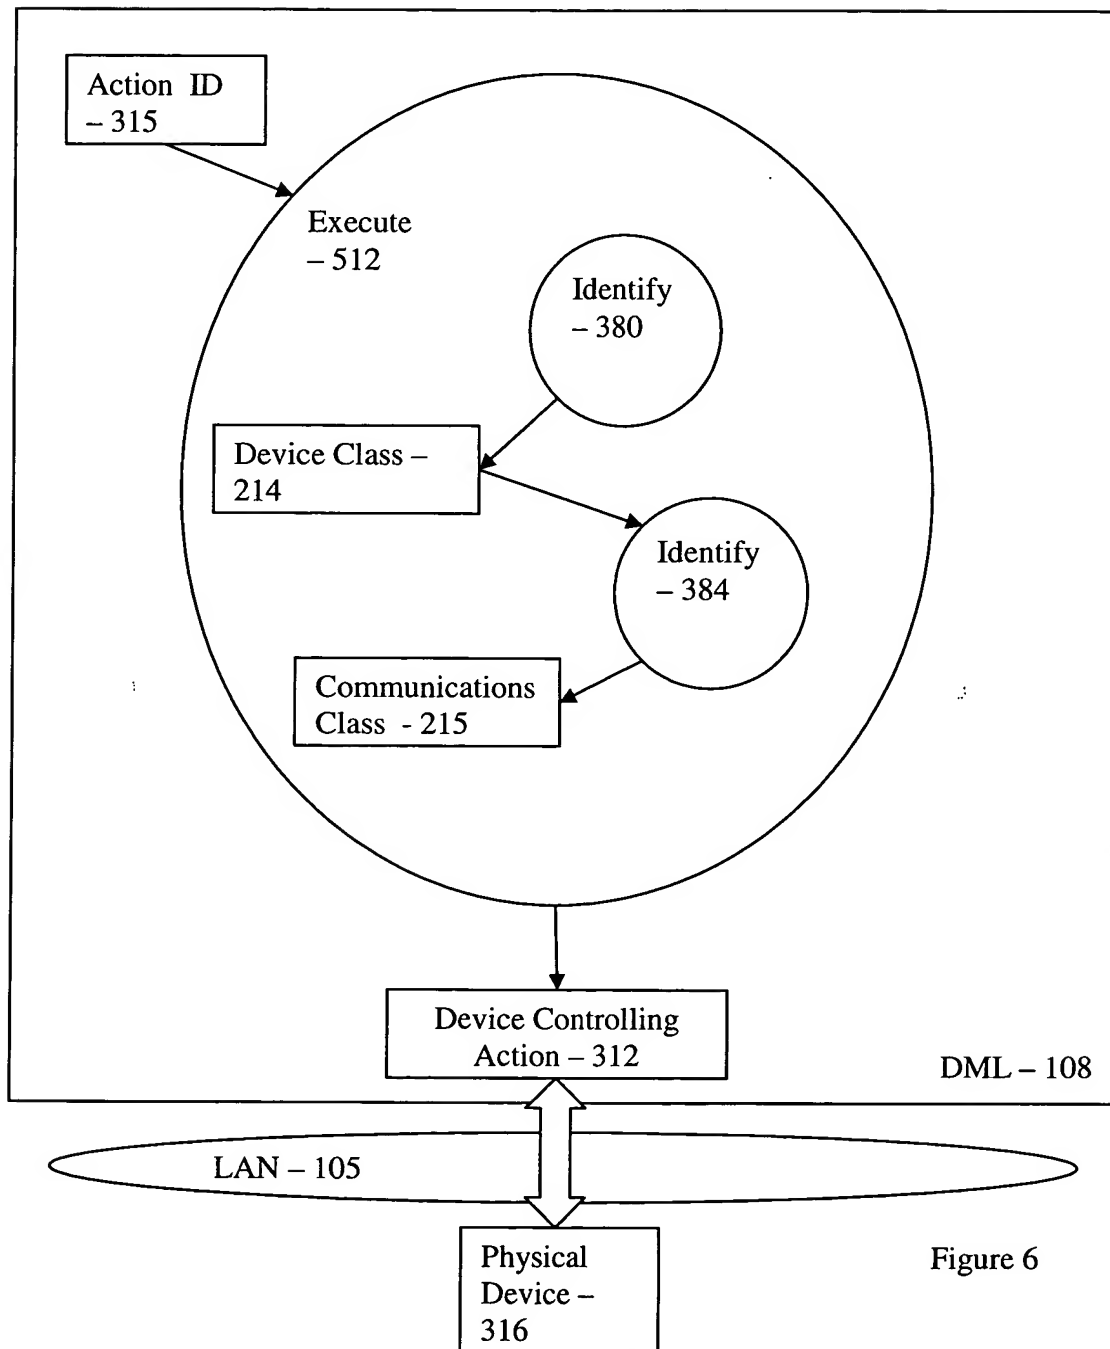 Action ID
– 315
Execute
– 512
Identify
– 380
Device Class –
214
Identify
– 384
Communications
Class - 215
Device Controlling
Action – 312
DML – 108
LAN – 105
Physical
Device –
316
Figure 6